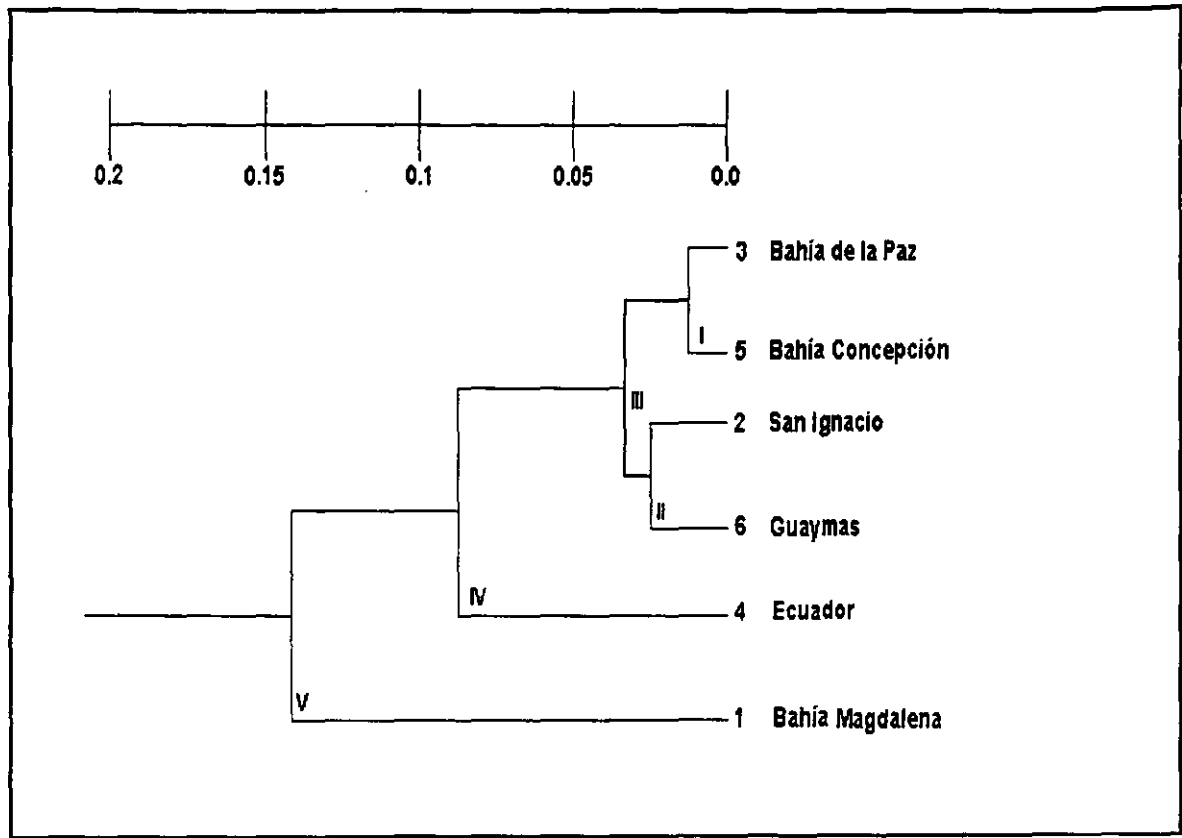 0.2 0.15 0.1 0.05 0.0
3 Bahía de la Paz
I
5 Bahía Concepción
III
2 San Ignacio
II
6 Guaymas
IV
4 Ecuador
V
1 Bahía Magdalena